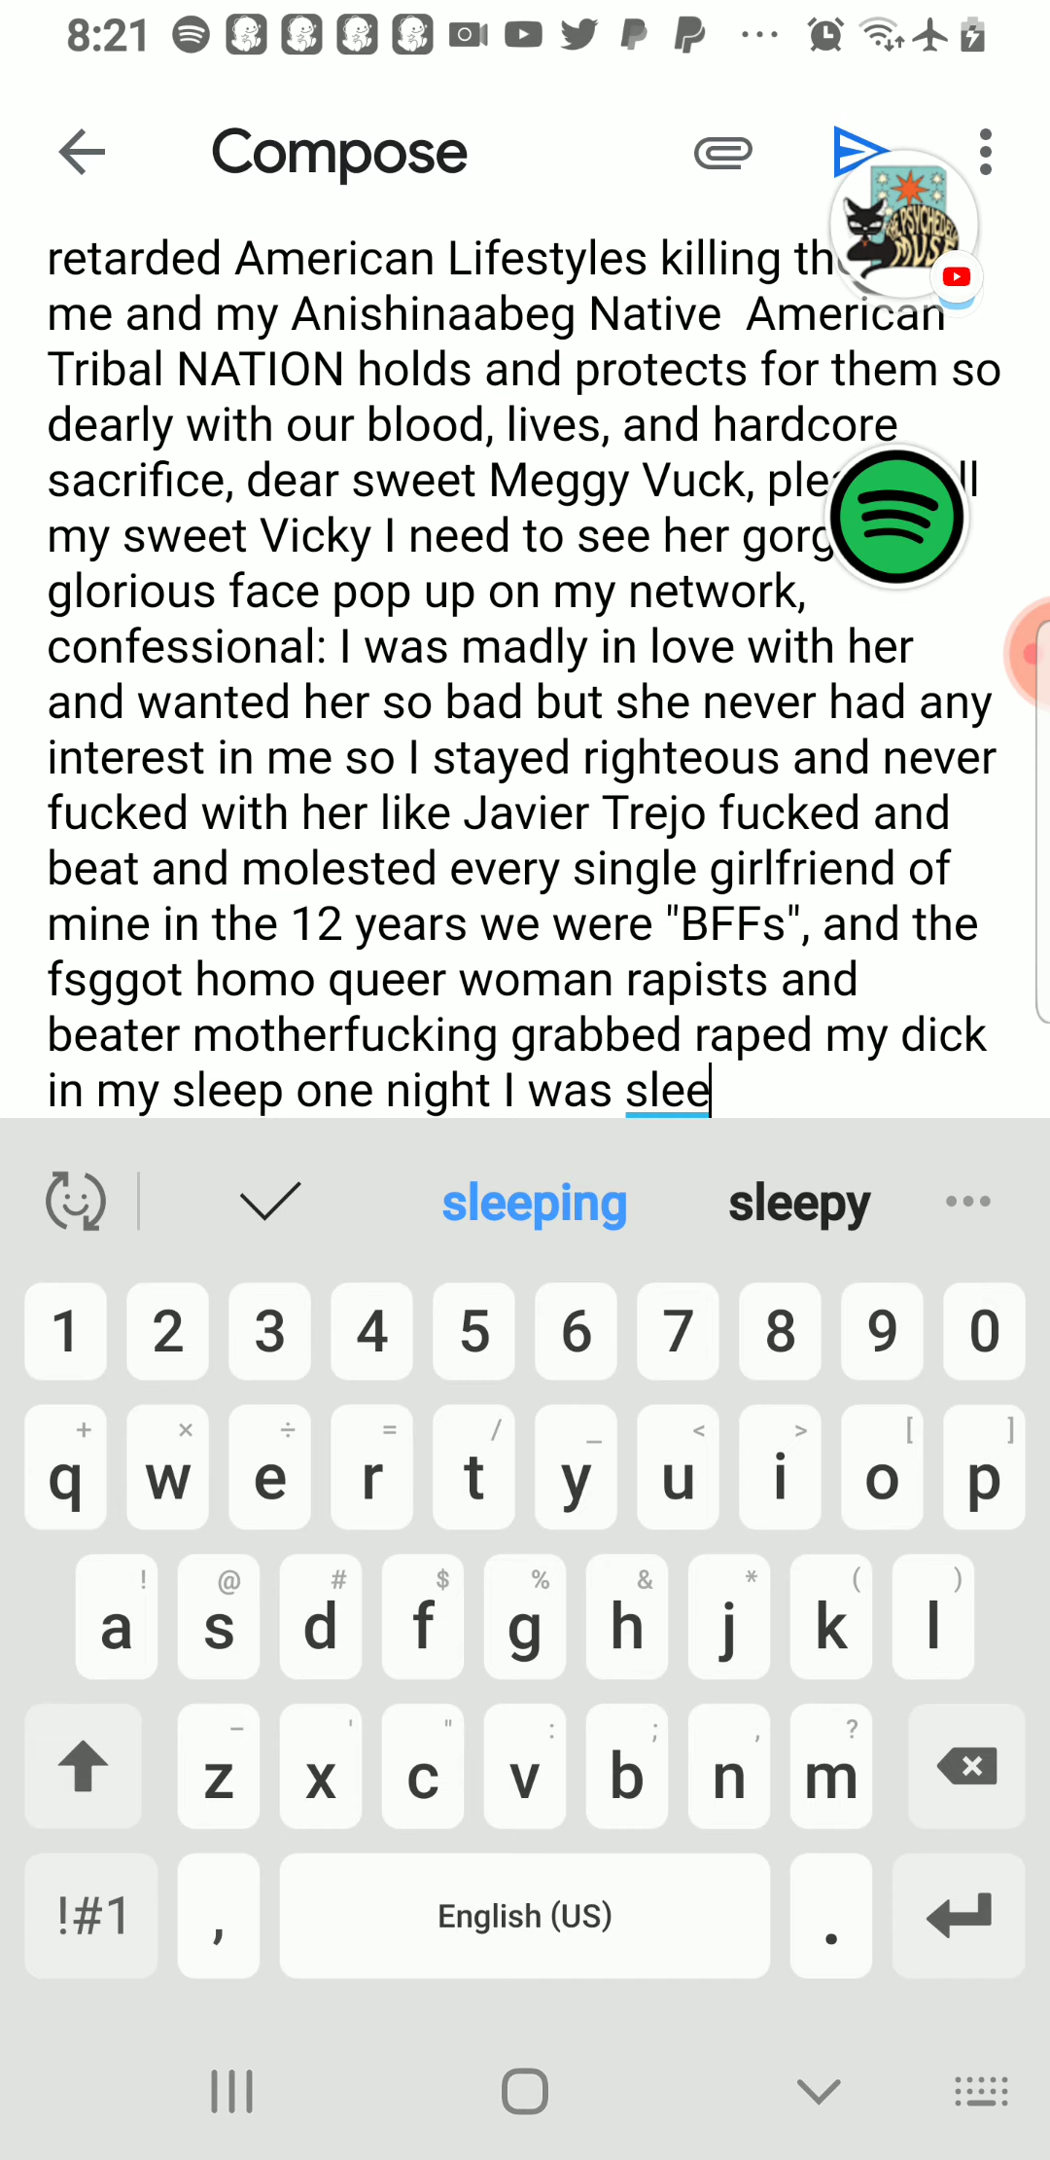 8:21
Compose
retarded American Lifestyles killing
me and my Anishinaabeg Native  American
Tribal NATION holds and protects for them so
dearly with our blood, lives, and hardcore
sacrifice, dear sweet Meggy Vuck,
my sweet Vicky I need to see her
glorious face pop up on my network,
confessional: I was madly in love with her
and wanted her so bad but she never had any
interest in me so I stayed righteous and never
fucked with her like Javier Trejo fucked and
beat and molested every single girlfriend of
mine in the 12 years we were "BFFs", and the
fsggot homo queer woman rapists and
beater motherfucking grabbed raped my dick
in my sleep one night I was slee
sleeping sleepy
1 2 3 4 5 6 7 8 9 0
+ × ÷ = / _ < > [ ]
q w e r t y u i o p
! @ # $ % & * ( )
a s d f g h j k l
- ' " : ; , ?
z x c v b n m
!#1 , English (US) .